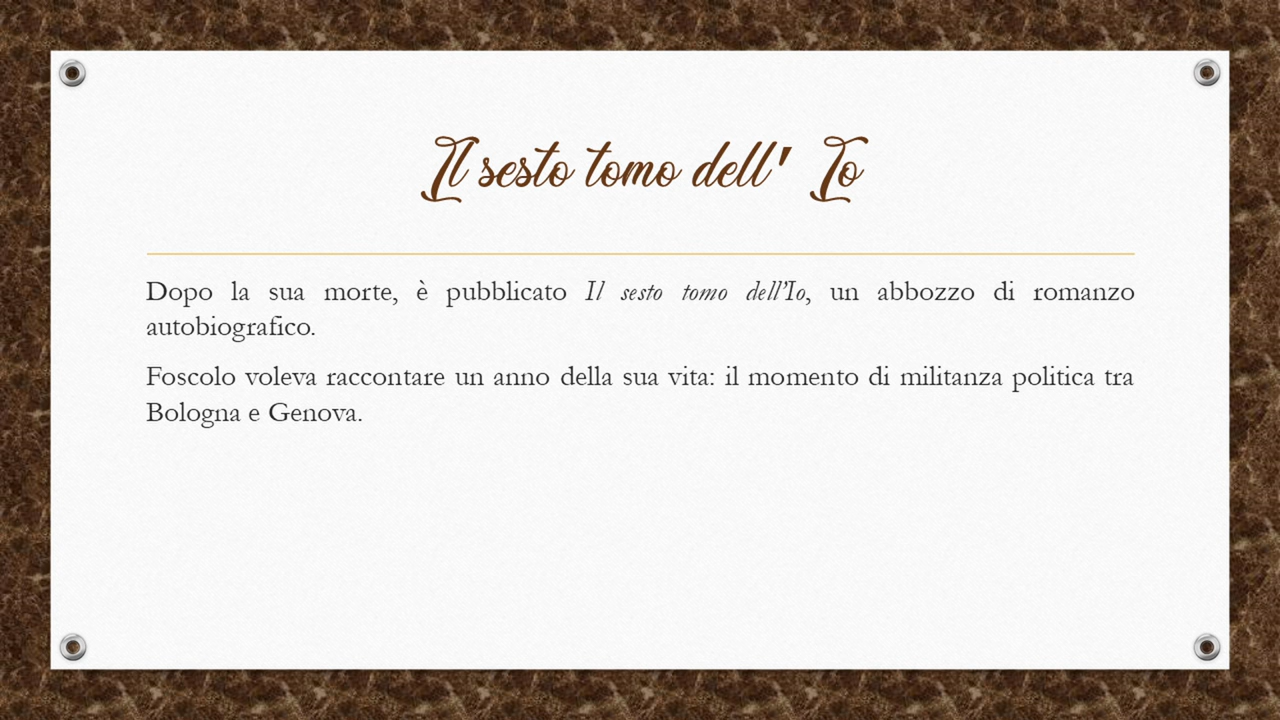 Il sesto tomo dell' Io
Dopo la sua morte, è pubblicato Il sesto tomo dell’Io, un abbozzo di romanzo
autobiografico.
Foscolo voleva raccontare un anno della sua vita: il momento di militanza politica tra
Bologna e Genova.